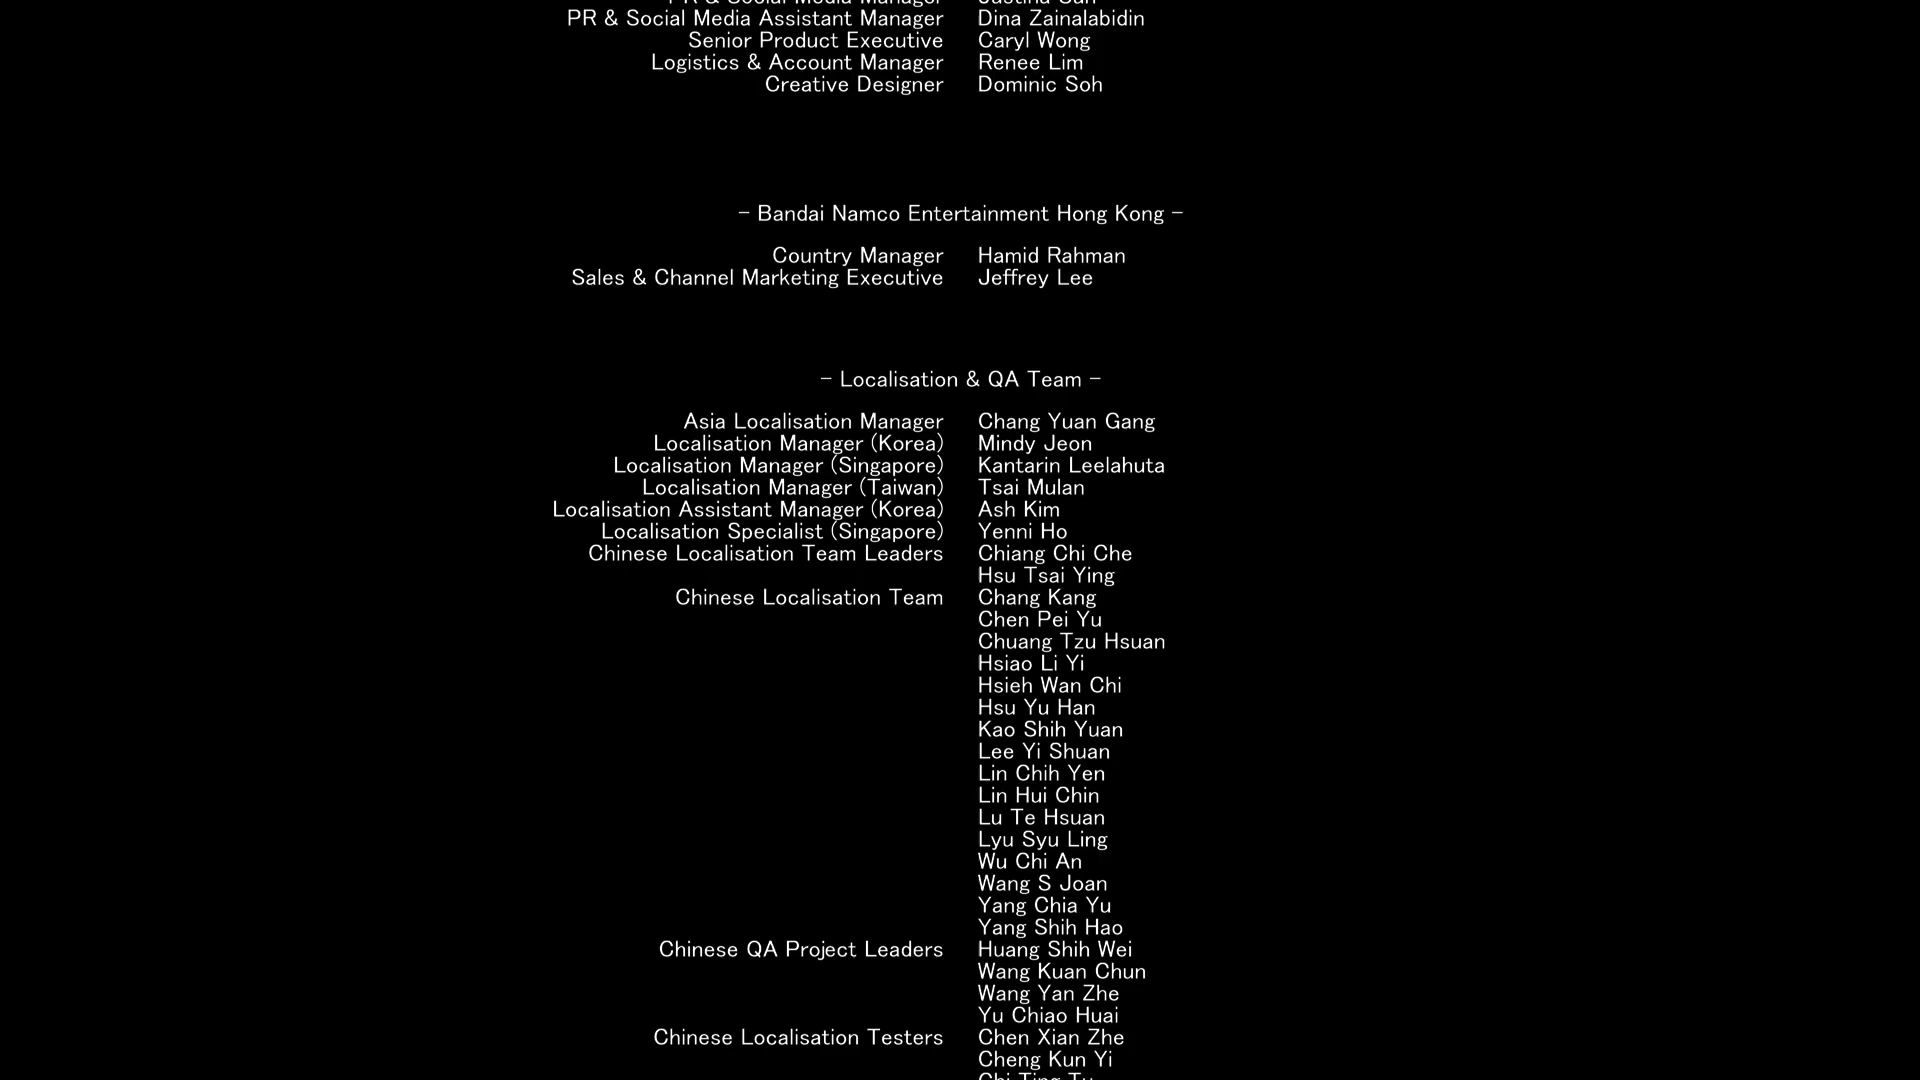 PR & Social Media Manager Justina Sun
PR & Social Media Assistant Manager Dina Zainalabidin
Senior Product Executive Caryl Wong
Logistics & Account Manager Renee Lim
Creative Designer Dominic Soh
- Bandai Namco Entertainment Hong Kong -
Country Manager Hamid Rahman
Sales & Channel Marketing Executive Jeffrey Lee
- Localisation & QA Team -
Asia Localisation Manager Chang Yuan Gang
Localisation Manager (Korea) Mindy Jeon
Localisation Manager (Singapore) Kantarin Leelahuta
Localisation Manager (Taiwan) Tsai Mulan
Localisation Assistant Manager (Korea) Ash Kim
Localisation Specialist (Singapore) Yenni Ho
Chinese Localisation Team Leaders Chiang Chi Che
Hsu Tsai Ying
Chinese Localisation Team Chang Kang
Chen Pei Yu
Chuang Tzu Hsuan
Hsiao Li Yi
Hsieh Wan Chi
Hsu Yu Han
Kao Shih Yuan
Lee Yi Shuan
Lin Chih Yen
Lin Hui Chin
Lu Te Hsuan
Lyu Syu Ling
Wu Chi An
Wang S Joan
Yang Chia Yu
Yang Shih Hao
Chinese QA Project Leaders Huang Shih Wei
Wang Kuan Chun
Wang Yan Zhe
Yu Chiao Huai
Chinese Localisation Testers Chen Xian Zhe
Cheng Kun Yi